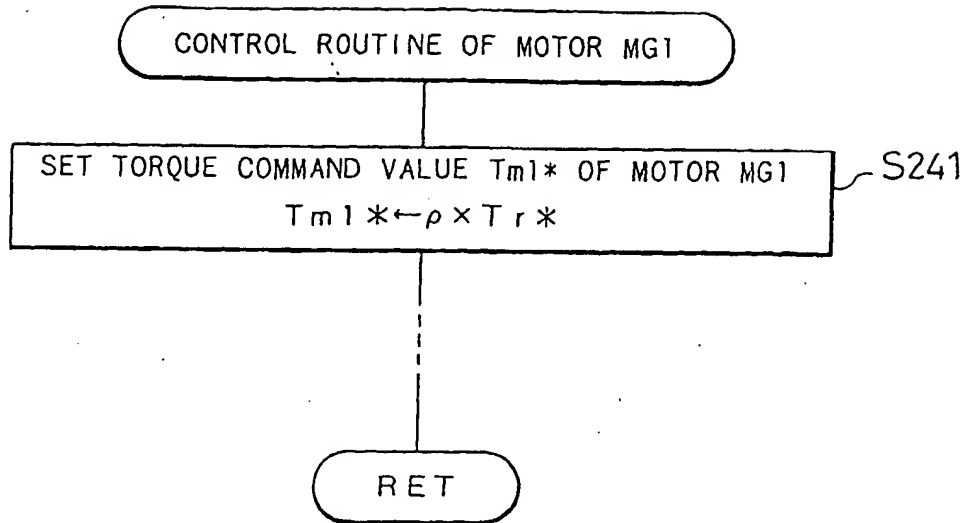 CONTROL ROUTINE OF MOTOR MG1
SET TORQUE COMMAND VALUE Tm1* OF MOTOR MG1
Tm1*←ρ×Tr*
S241
RET